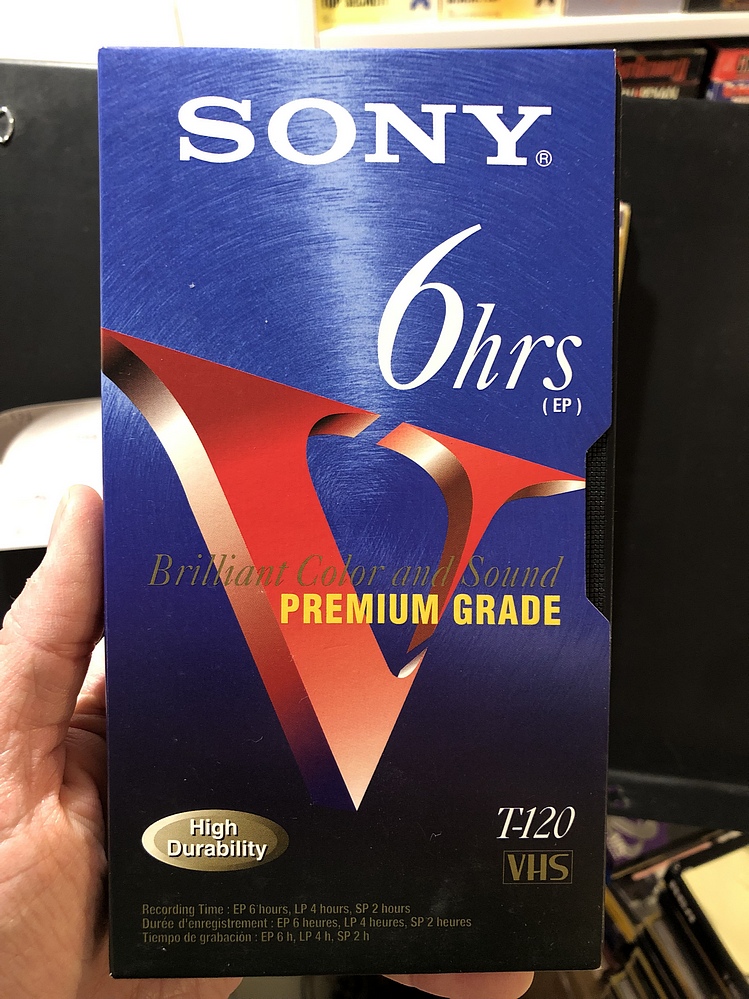 SONY®
6hrs
(EP)
Brilliant Color and Sound
PREMIUM GRADE
High
Durability
T-120
VHS
Recording Time : EP 6 hours, LP 4 hours, SP 2 hours
Durée d'enregistrement : EP 6 heures, LP 4 heures, SP 2 heures
Tiempo de grabación : EP 6 h, LP 4 h, SP 2 h